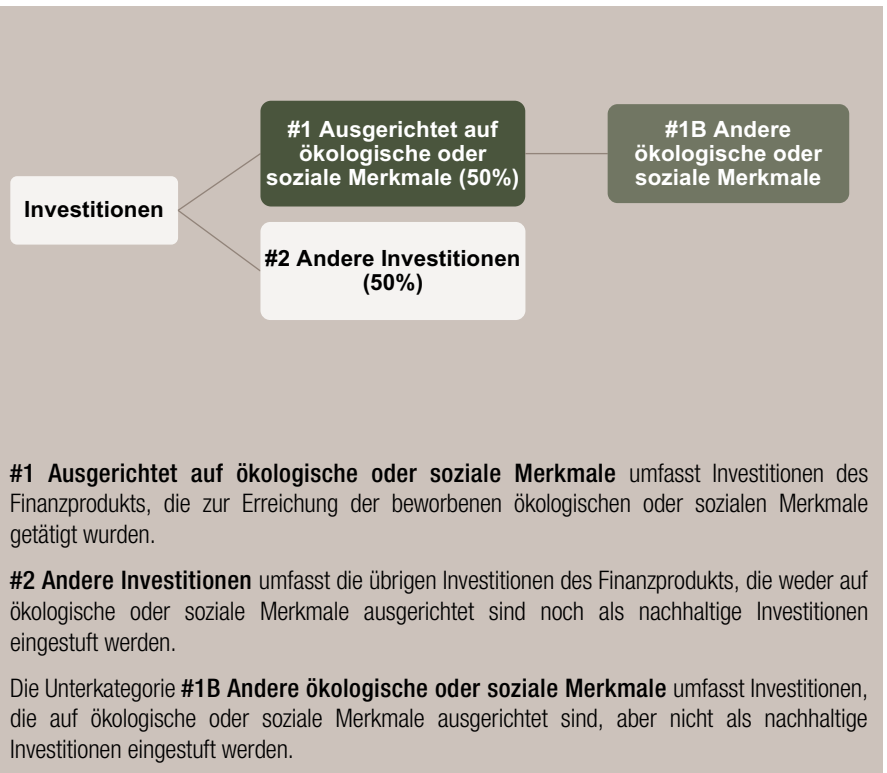 #1 Ausgerichtet auf
ökologische oder
soziale Merkmale (50%)
#1B Andere
ökologische oder
soziale Merkmale
Investitionen
#2 Andere Investitionen
(50%)
#1 Ausgerichtet auf ökologische oder soziale Merkmale umfasst Investitionen des
Finanzprodukts, die zur Erreichung der beworbenen ökologischen oder sozialen Merkmale
getätigt wurden.
#2 Andere Investitionen umfasst die übrigen Investitionen des Finanzprodukts, die weder auf
ökologische oder soziale Merkmale ausgerichtet sind noch als nachhaltige Investitionen
eingestuft werden.
Die Unterkategorie #1B Andere ökologische oder soziale Merkmale umfasst Investitionen,
die auf ökologische oder soziale Merkmale ausgerichtet sind, aber nicht als nachhaltige
Investitionen eingestuft werden.